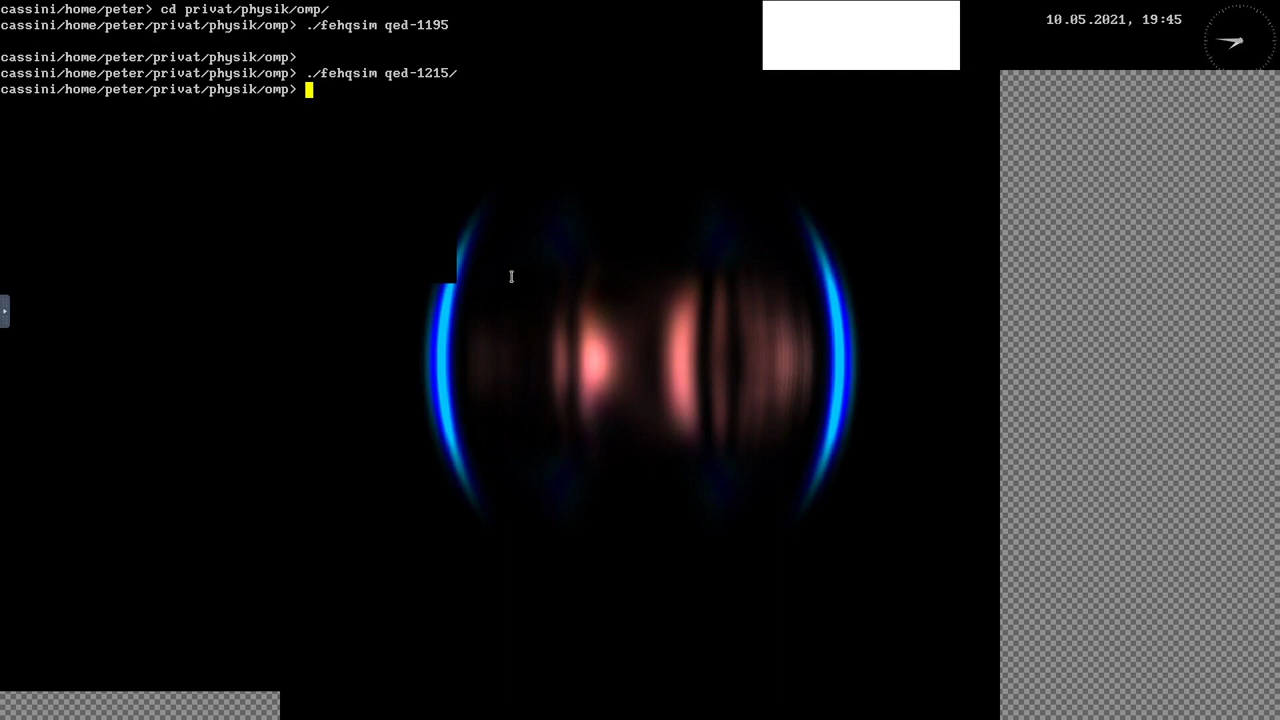 cassini/home/peter> cd privat/physik/omp/
cassini/home/peter/privat/physik/omp> ./fehqsim qed-1195
cassini/home/peter/privat/physik/omp>
cassini/home/peter/privat/physik/omp> ./fehqsim qed-1215/
cassini/home/peter/privat/physik/omp>
10.05.2021, 19:45